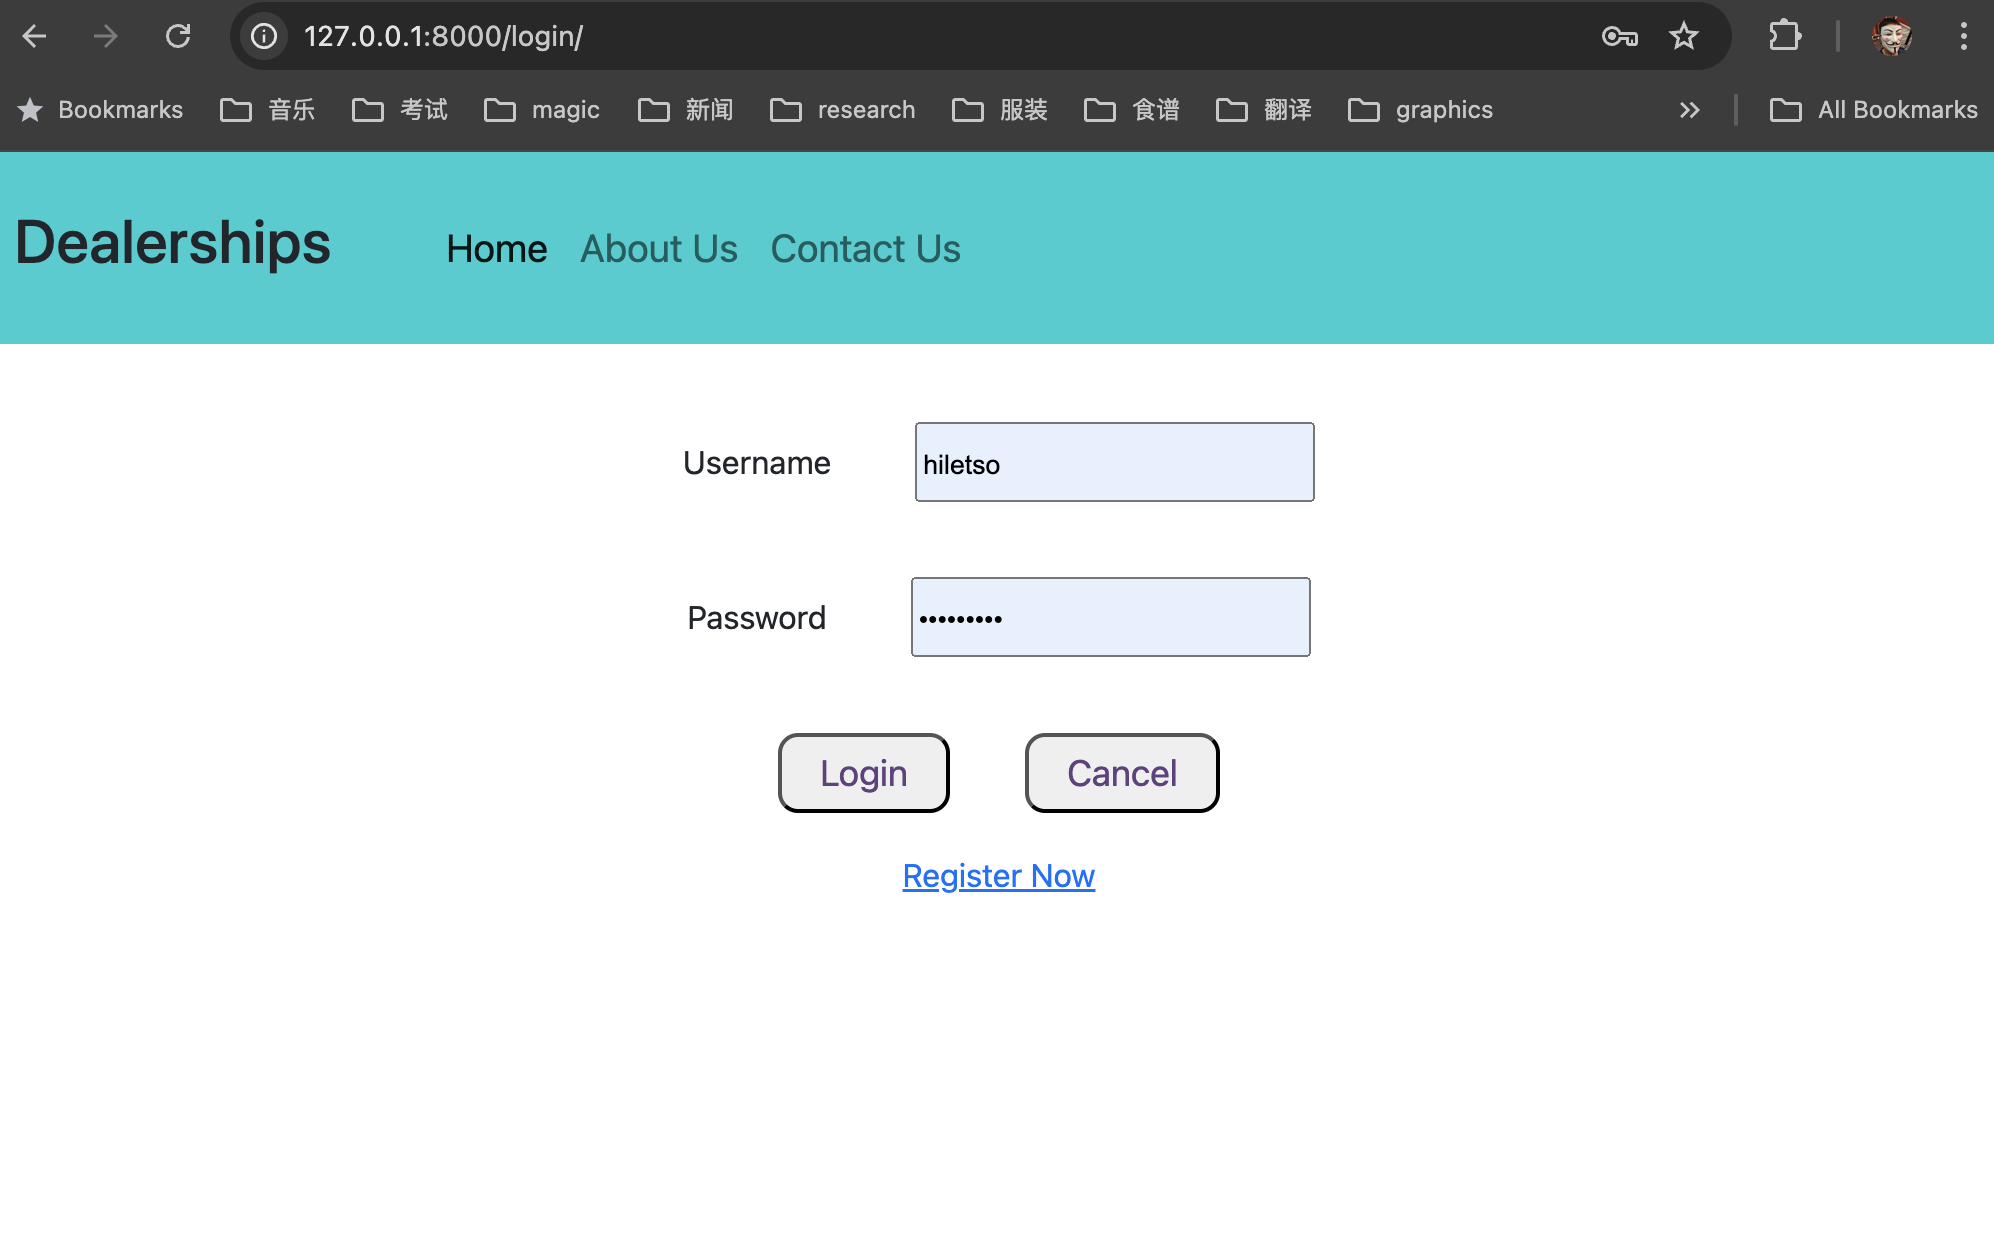 127.0.0.1:8000/login/
Bookmarks 音乐 考试 magic 新闻 research 服装 食谱 翻译 graphics » All Bookmarks
Dealerships Home About Us Contact Us
Username hiletso
Password •••••••••
Login Cancel
Register Now